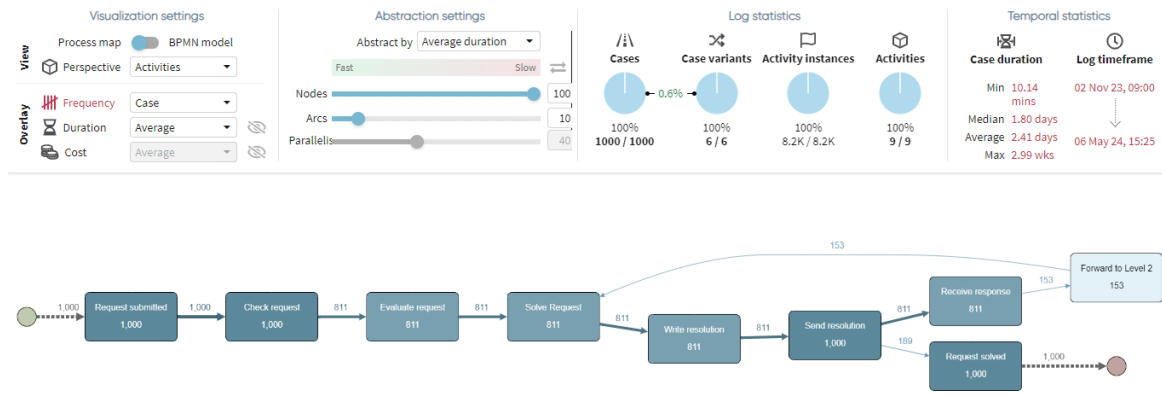 Visualization settings
View
Process map BPMN model
Perspective Activities
Overlay
Frequency Case
Duration Average
Cost Average
Abstraction settings
Abstract by Average duration
Fast Slow
Nodes 100
Arcs 10
Parallelis 40
Log statistics
Cases Case variants Activity instances Activities
0.6%
100% 100% 100% 100%
1000 / 1000 6 / 6 8.2K / 8.2K 9 / 9
Temporal statistics
Case duration Log timeframe
Min 10.14 mins
Median 1.80 days
Average 2.41 days
Max 2.99 wks
02 Nov 23, 09:00
06 May 24, 15:25
1,000
Request submitted
1,000
1,000
Check request
1,000
811
Evaluate request
811
811
Solve Request
811
811
Write resolution
811
811
Send resolution
1,000
811
Receive response
811
153
Forward to Level 2
153
153
189
Request solved
1,000
1,000